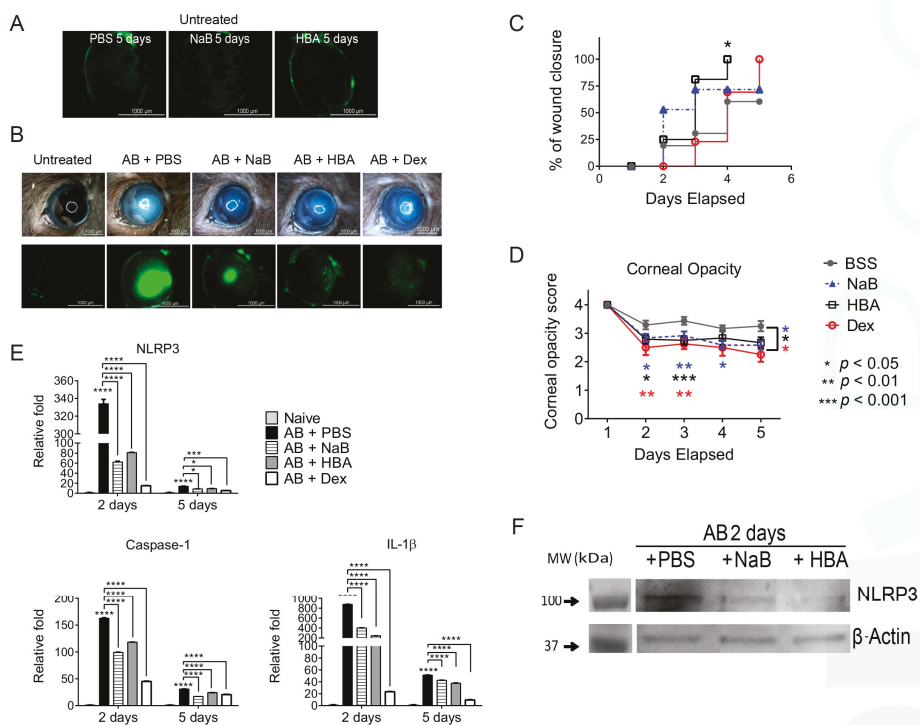 A
Untreated
PBS 5 days
NaB 5 days
HBA 5 days
1000 µm
1000 µm
1000 µm
B
Untreated
AB + PBS
AB + NaB
AB + HBA
AB + Dex
1000 µm
1000 µm
1000 µm
1000 µm
1000 µm
1000 µm
1000 µm
1000 µm
1000 µm
1000 µm
C
% of wound closure
100
75
50
25
0
*
0 2 4 6
Days Elapsed
D
Corneal Opacity
Corneal opacity score
4
3
2
1
0
* ** *
* ***
** **
*
*
*
1 2 3 4 5
Days Elapsed
BSS
NaB
HBA
Dex
* p < 0.05
** p < 0.01
*** p < 0.001
E
NLRP3
Relative fold
360
340
320
300
80
60
40
20
0
****
****
****
****
***
*
*
****
2 days
5 days
Naive
AB + PBS
AB + NaB
AB + HBA
AB + Dex
Caspase-1
Relative fold
200
150
100
50
0
****
****
****
****
****
****
****
****
2 days
5 days
IL-1β
Relative fold
1000
800
600
400
200
40
30
20
10
0
****
****
****
****
****
****
****
2 days
5 days
F
AB 2 days
MW (kDa)
+PBS
+NaB
+ HBA
100
NLRP3
37
β-Actin